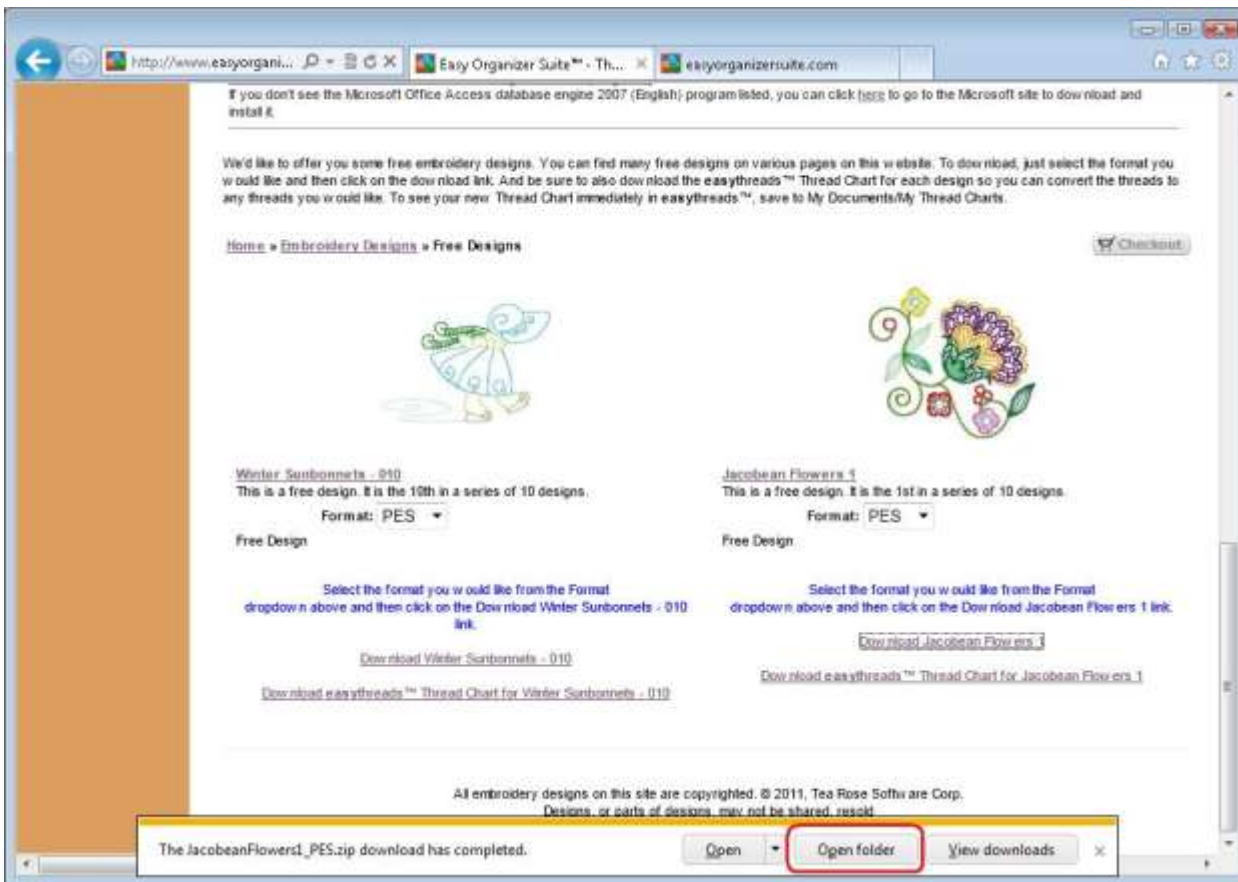 http://www.easyorgani...
Easy Organizer Suite™ - Th...
easyorganizersuite.com
If you don't see the Microsoft Office Access database engine 2007 (English) program listed, you can click here to go to the Microsoft site to download and
install it.
We'd like to offer you some free embroidery designs. You can find many free designs on various pages on this website. To download, just select the format you
would like and then click on the download link. And be sure to also download the easythreads™ Thread Chart for each design so you can convert the threads to
any threads you would like. To see your new Thread Chart immediately in easythreads™, save to My Documents/My Thread Charts.
Home » Embroidery Designs » Free Designs
Checkout
Winter Sunbonnets - 010
This is a free design. It is the 10th in a series of 10 designs.
Format: PES
Free Design
Select the format you would like from the Format
dropdown above and then click on the Download Winter Sunbonnets - 010
link.
Download Winter Sunbonnets - 010
Download easythreads™ Thread Chart for Winter Sunbonnets - 010
Jacobean Flowers 1
This is a free design. It is the 1st in a series of 10 designs.
Format: PES
Free Design
Select the format you would like from the Format
dropdown above and then click on the Download Jacobean Flowers 1 link.
Download Jacobean Flowers 1
Download easythreads™ Thread Chart for Jacobean Flowers 1
All embroidery designs on this site are copyrighted. © 2011, Tea Rose Software Corp.
Designs, or parts of designs, may not be shared, resold
The JacobeanFlowers1_PES.zip download has completed.
Open
Open folder
View downloads